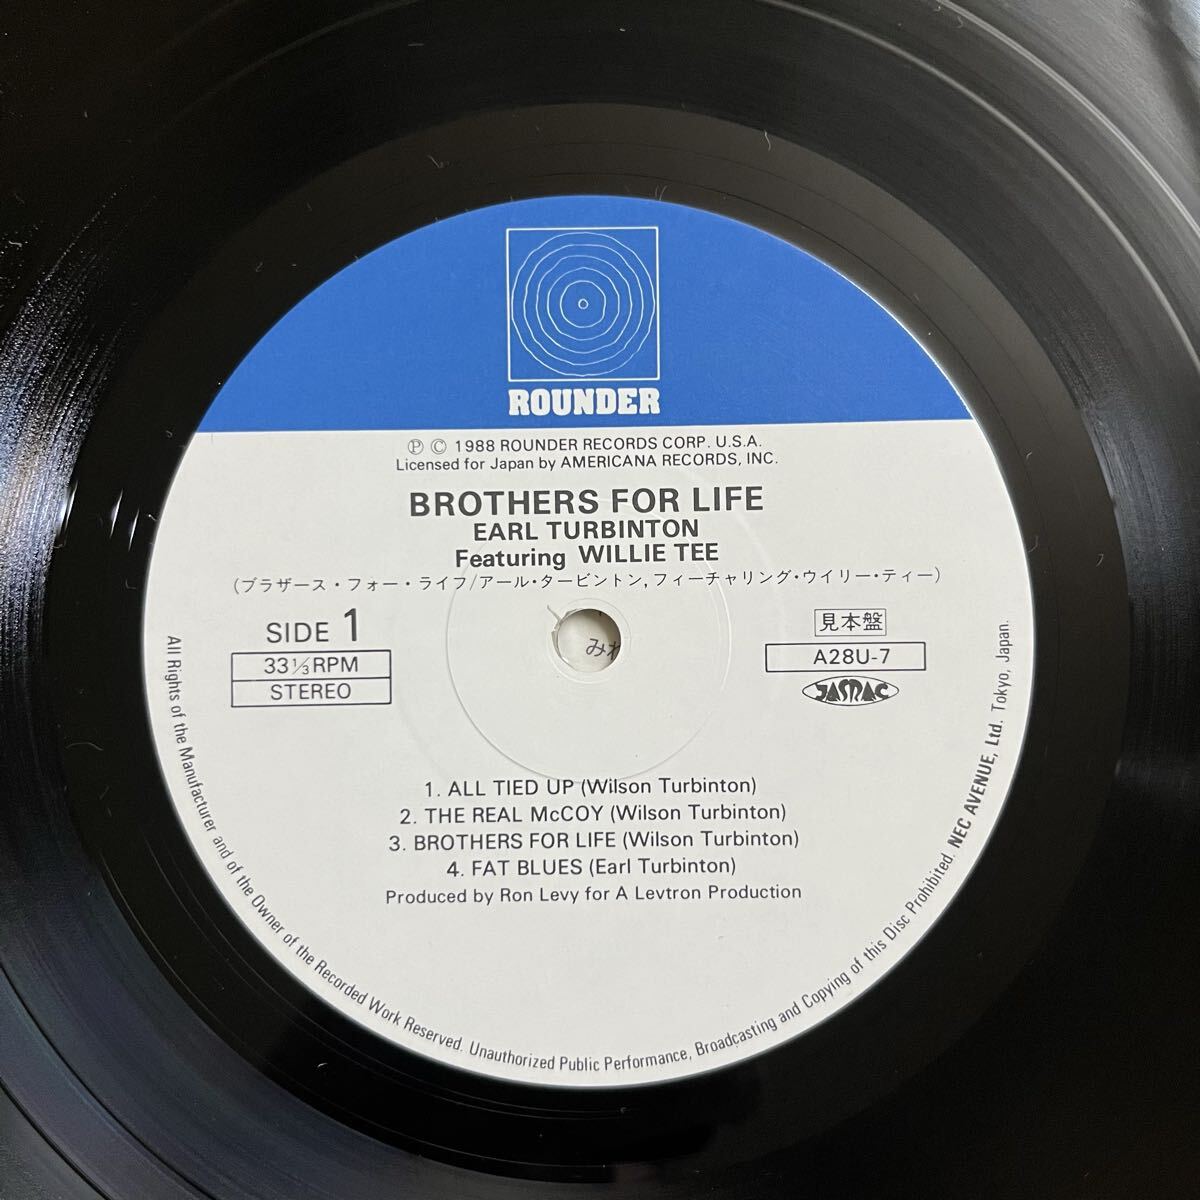 ROUNDER
Ⓟ © 1988 ROUNDER RECORDS CORP. U.S.A.
Licensed for Japan by AMERICANA RECORDS, INC.
BROTHERS FOR LIFE
EARL TURBINTON
Featuring WILLIE TEE
(ブラザース・フォー・ライフ/アール・タービントン,フィーチャリング・ウイリー・ティー)
SIDE 1
33⅓RPM
STEREO
見本盤
A28U-7
JASRAC
1. ALL TIED UP (Wilson Turbinton)
2. THE REAL McCOY (Wilson Turbinton)
3. BROTHERS FOR LIFE (Wilson Turbinton)
4. FAT BLUES (Earl Turbinton)
Produced by Ron Levy for A Levtron Production
All Rights of the Manufacturer and of the Owner of the Recorded Work Reserved. Unauthorized Public Performance, Broadcasting and Copying of this Disc Prohibited. NEC AVENUE, Ltd. Tokyo, Japan.